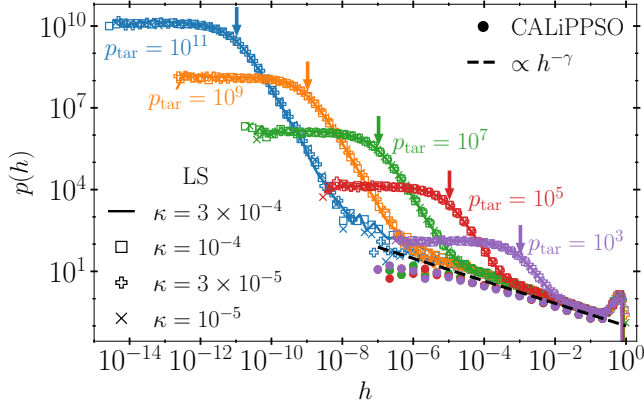 ● CALiPPSO
∝ h^{−γ}
p_tar = 10^{11}
p_tar = 10^9
p_tar = 10^7
p_tar = 10^5
p_tar = 10^3
LS
κ = 3 × 10^{−4}
κ = 10^{−4}
κ = 3 × 10^{−5}
κ = 10^{−5}
p(h)
10^{10}
10^7
10^4
10^1
10^{−14}
10^{−12}
10^{−10}
10^{−8}
10^{−6}
10^{−4}
10^{−2}
10^0
h